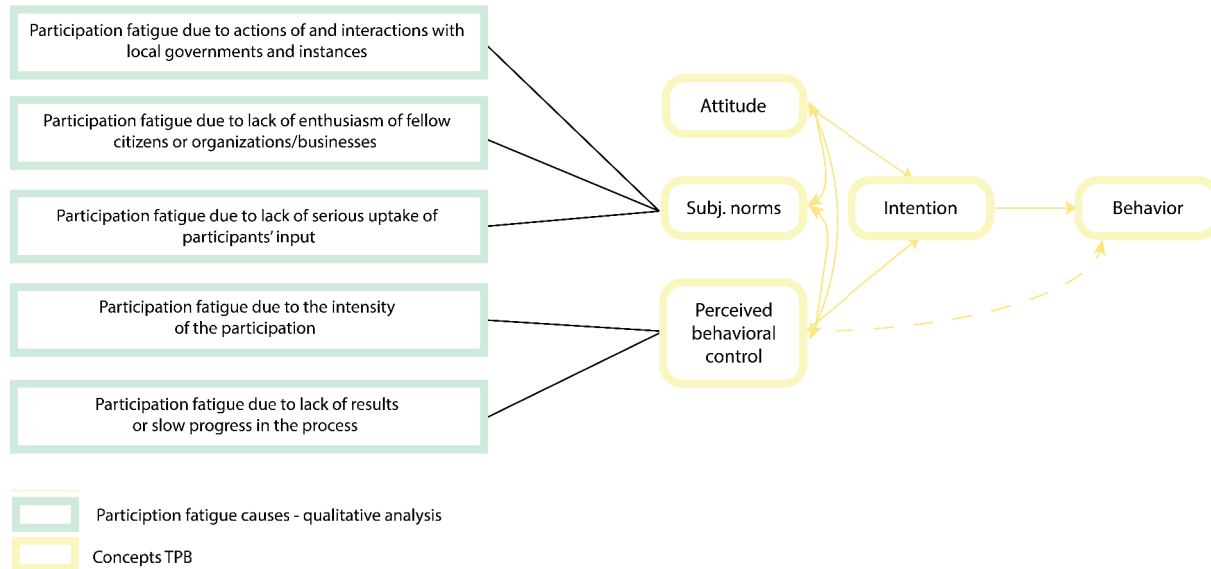 Participation fatigue due to actions of and interactions with
local governments and instances
Participation fatigue due to lack of enthusiasm of fellow
citizens or organizations/businesses
Participation fatigue due to lack of serious uptake of
participants' input
Participation fatigue due to the intensity
of the participation
Participation fatigue due to lack of results
or slow progress in the process
Attitude
Subj. norms
Perceived
behavioral
control
Intention
Behavior
Particiption fatigue causes - qualitative analysis
Concepts TPB